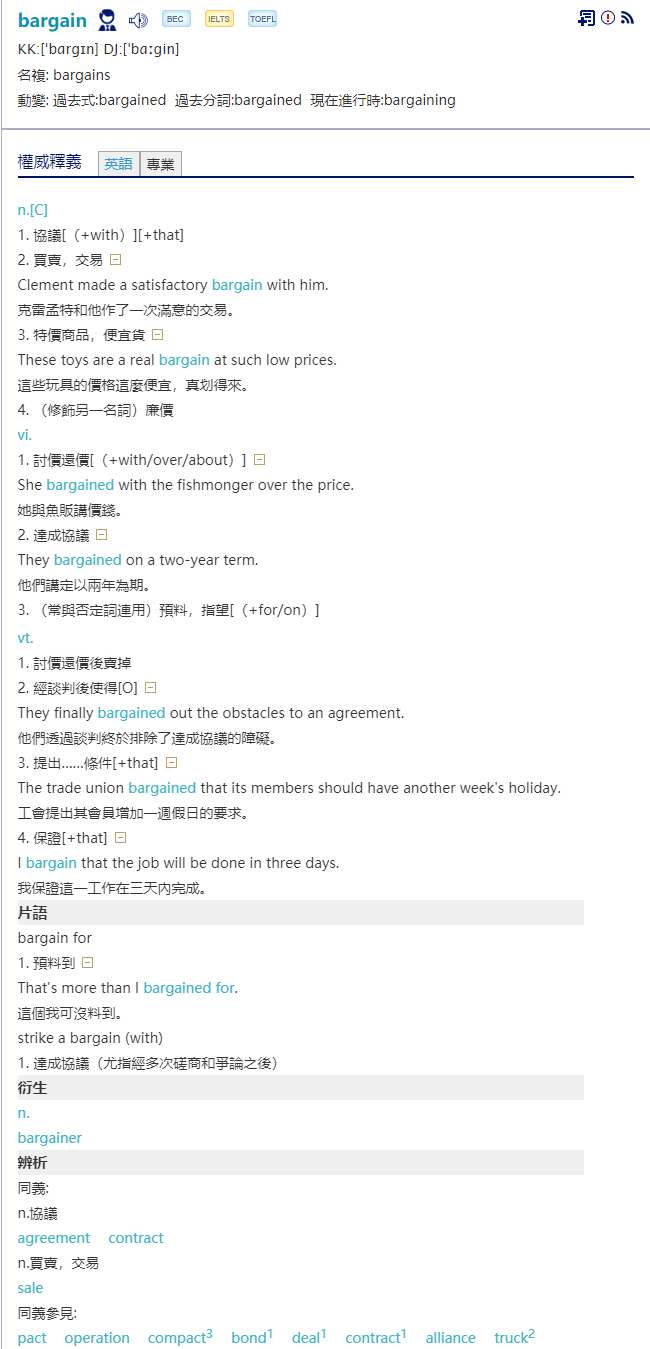 bargain BEC IELTS TOEFL
KK:[ˋbɑrgɪn] DJ:[ˋbɑːgin]
名複: bargains
動變: 過去式:bargained 過去分詞:bargained 現在進行時:bargaining
權威釋義 英語 專業
n.[C]
1. 協議[（+with）][+that]
2. 買賣，交易
Clement made a satisfactory bargain with him.
克雷孟特和他作了一次滿意的交易。
3. 特價商品，便宜貨
These toys are a real bargain at such low prices.
這些玩具的價格這麼便宜，真划得來。
4. （修飾另一名詞）廉價
vi.
1. 討價還價[（+with/over/about）]
She bargained with the fishmonger over the price.
她與魚販講價錢。
2. 達成協議
They bargained on a two-year term.
他們講定以兩年為期。
3. （常與否定詞連用）預料，指望[（+for/on）]
vt.
1. 討價還價後賣掉
2. 經談判後使得[O]
They finally bargained out the obstacles to an agreement.
他們透過談判終於排除了達成協議的障礙。
3. 提出......條件[+that]
The trade union bargained that its members should have another week's holiday.
工會提出其會員增加一週假日的要求。
4. 保證[+that]
I bargain that the job will be done in three days.
我保證這一工作在三天內完成。
片語
bargain for
1. 預料到
That's more than I bargained for.
這個我可沒料到。
strike a bargain (with)
1. 達成協議（尤指經多次磋商和爭論之後）
衍生
n.
bargainer
辨析
同義:
n.協議
agreement contract
n.買賣，交易
sale
同義參見:
pact operation compact3 bond1 deal1 contract1 alliance truck2